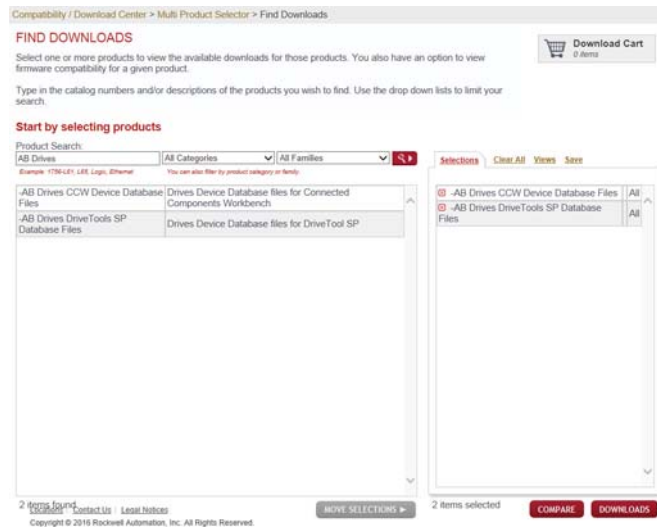 Compatibility / Download Center > Multi Product Selector > Find Downloads
FIND DOWNLOADS
Select one or more products to view the available downloads for those products. You also have an option to view
firmware compatibility for a given product.
Type in the catalog numbers and/or descriptions of the products you wish to find. Use the drop down lists to limit your
search.
Download Cart
0 items
Start by selecting products
Product Search:
AB Drives All Categories All Families
Example: 1756-L61, L65, Logix, Ethernet You can also filter by product category or family.
-AB Drives CCW Device Database Drives Device Database files for Connected
Files Components Workbench
-AB Drives DriveTools SP
Database Files
Drives Device Database files for DriveTool SP
2 items found
Selections Clear All Views Save
-AB Drives CCW Device Database Files All
-AB Drives DriveTools SP Database
Files
All
MOVE SELECTIONS
2 items selected
COMPARE DOWNLOADS
Locations Contact Us Legal Notices
Copyright © 2016 Rockwell Automation, Inc. All Rights Reserved.